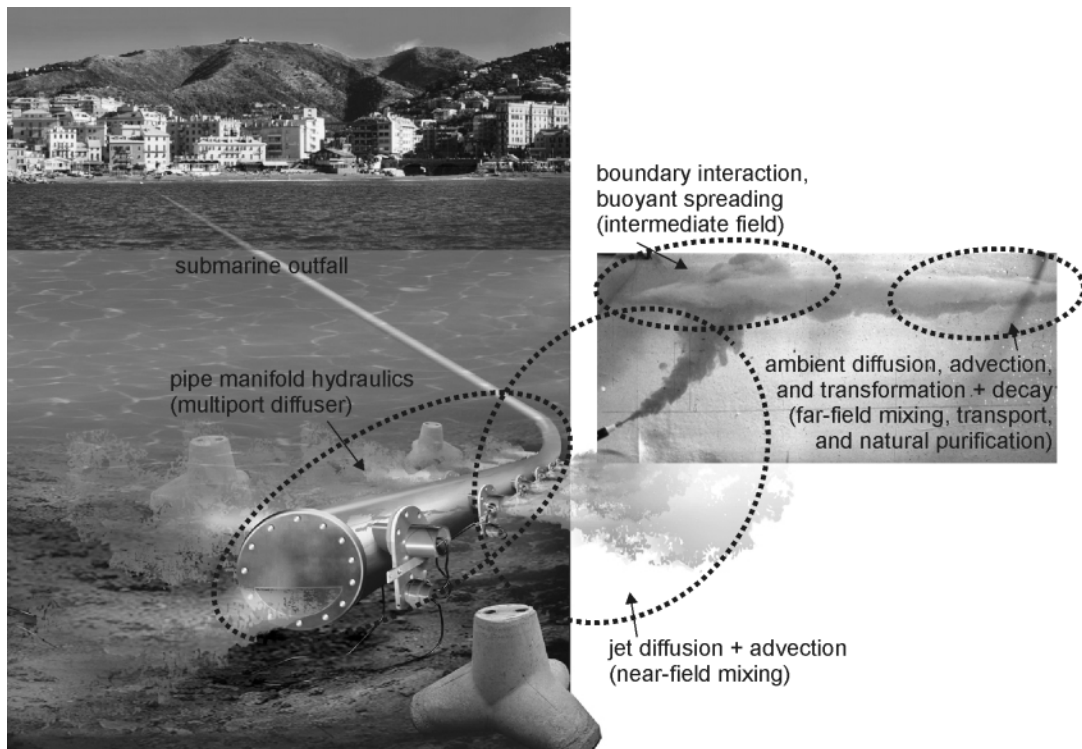 boundary interaction,
buoyant spreading
(intermediate field)
submarine outfall
ambient diffusion, advection,
and transformation + decay
(far-field mixing, transport,
and natural purification)
pipe manifold hydraulics
(multiport diffuser)
jet diffusion + advection
(near-field mixing)